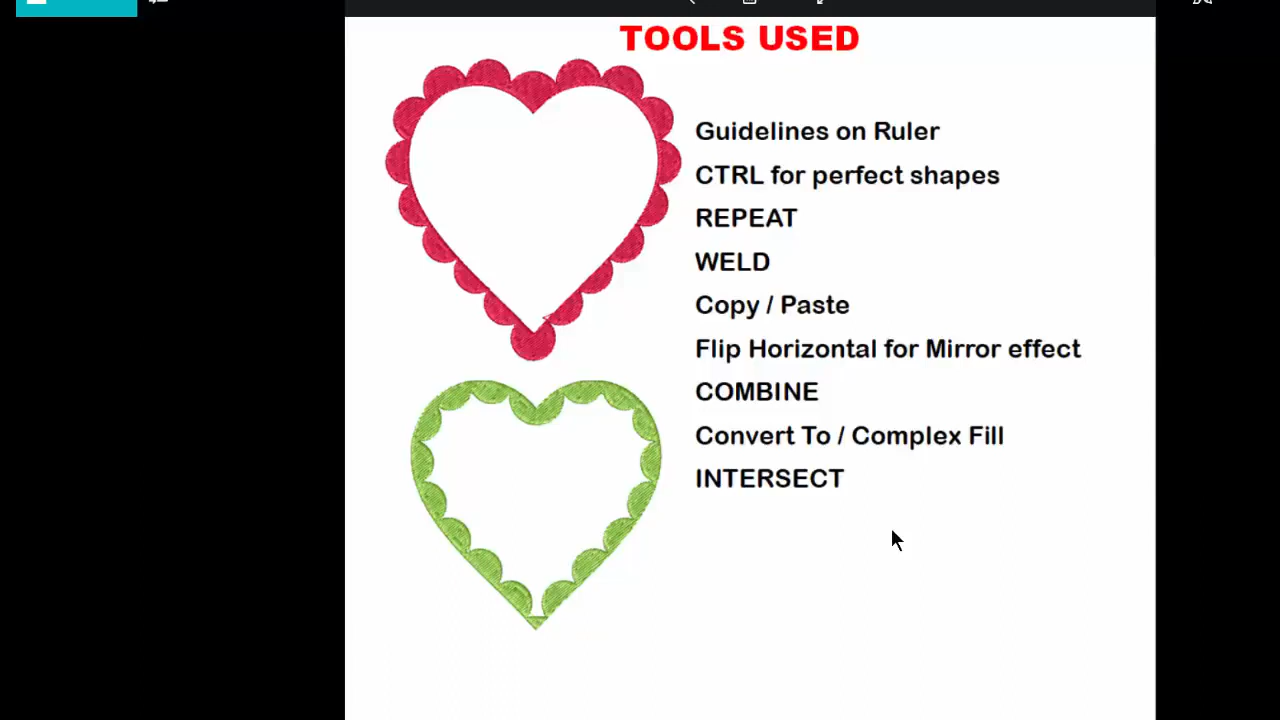 TOOLS USED
Guidelines on Ruler
CTRL for perfect shapes
REPEAT
WELD
Copy / Paste
Flip Horizontal for Mirror effect
COMBINE
Convert To / Complex Fill
INTERSECT